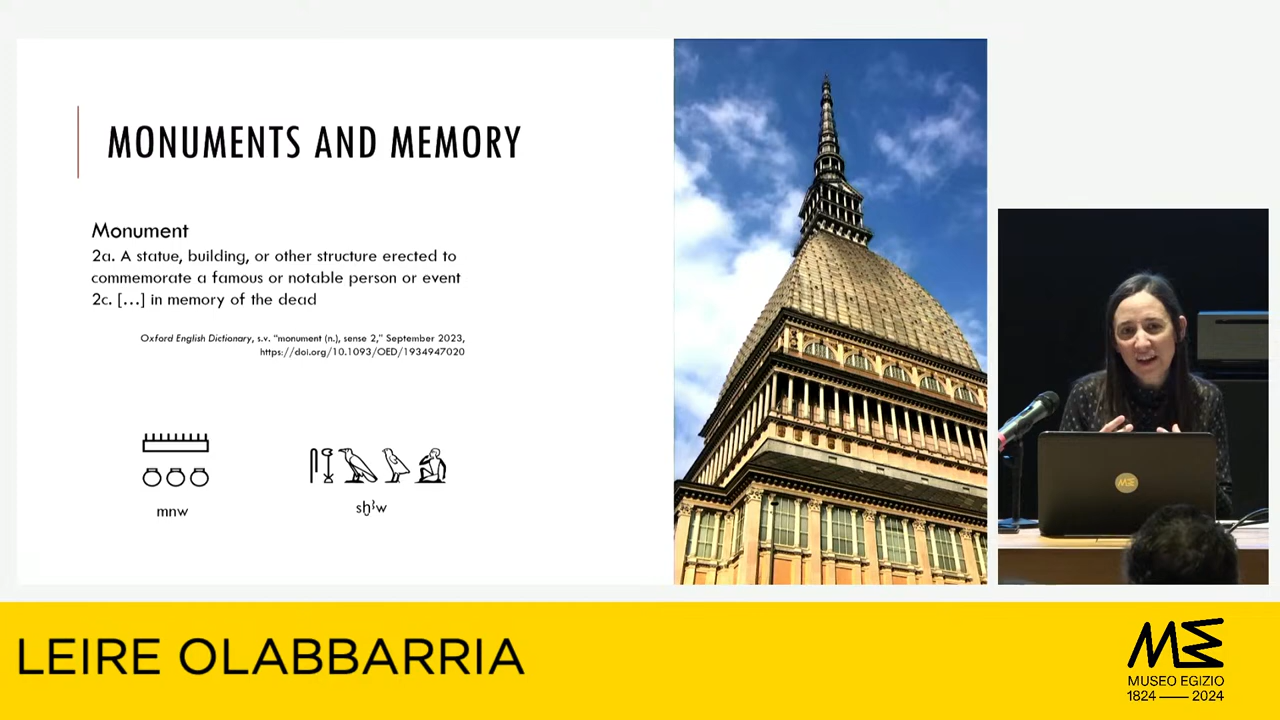 MONUMENTS AND MEMORY
Monument
2a. A statue, building, or other structure erected to
commemorate a famous or notable person or event
2c. […] in memory of the dead
Oxford English Dictionary, s.v. "monument (n.), sense 2," September 2023,
https://doi.org/10.1093/OED/1934947020
mnw
sḫꜣw
LEIRE OLABBARRIA
MUSEO EGIZIO
1824 — 2024